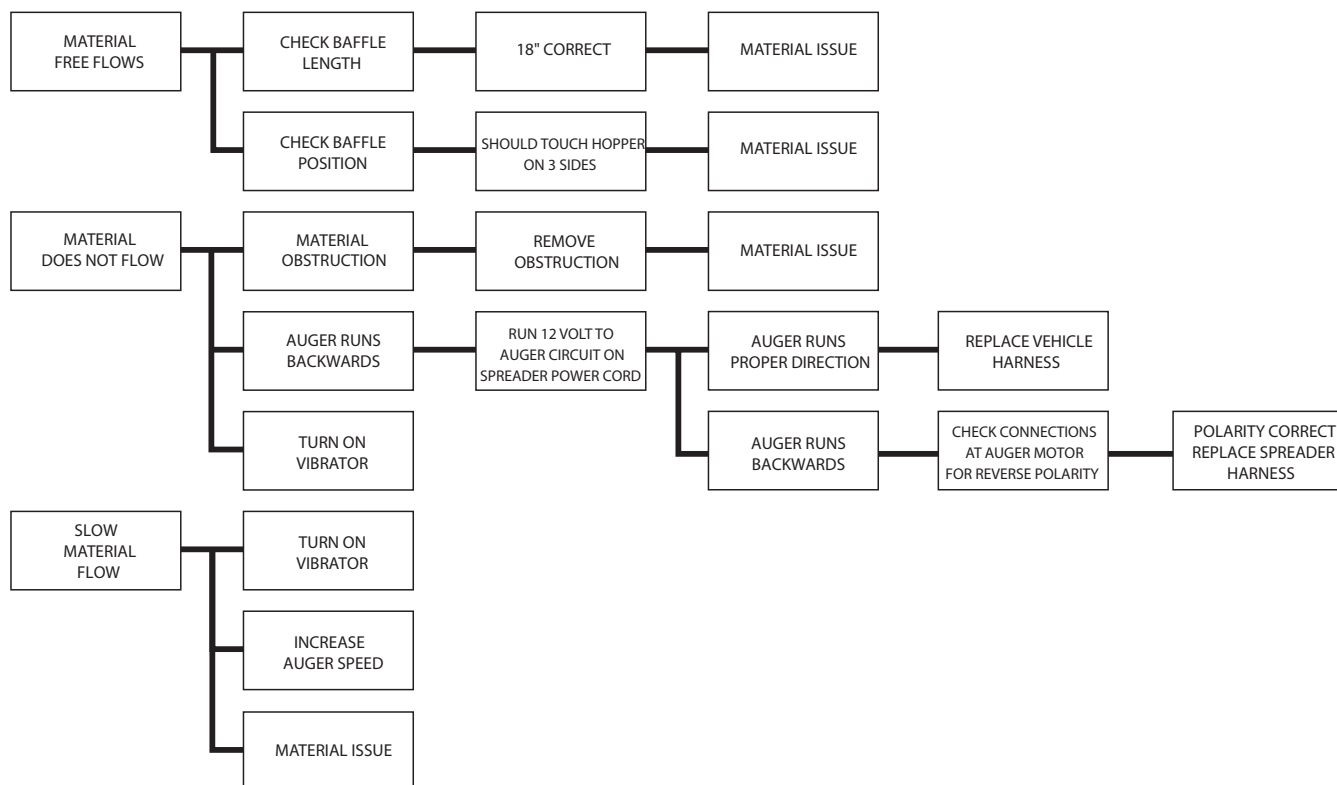 MATERIAL
FREE FLOWS
CHECK BAFFLE
LENGTH
18" CORRECT
MATERIAL ISSUE
CHECK BAFFLE
POSITION
SHOULD TOUCH HOPPER
ON 3 SIDES
MATERIAL ISSUE
MATERIAL
DOES NOT FLOW
MATERIAL
OBSTRUCTION
REMOVE
OBSTRUCTION
MATERIAL ISSUE
AUGER RUNS
BACKWARDS
RUN 12 VOLT TO
AUGER CIRCUIT ON
SPREADER POWER CORD
AUGER RUNS
PROPER DIRECTION
REPLACE VEHICLE
HARNESS
TURN ON
VIBRATOR
AUGER RUNS
BACKWARDS
CHECK CONNECTIONS
AT AUGER MOTOR
FOR REVERSE POLARITY
POLARITY CORRECT
REPLACE SPREADER
HARNESS
SLOW
MATERIAL
FLOW
TURN ON
VIBRATOR
INCREASE
AUGER SPEED
MATERIAL ISSUE